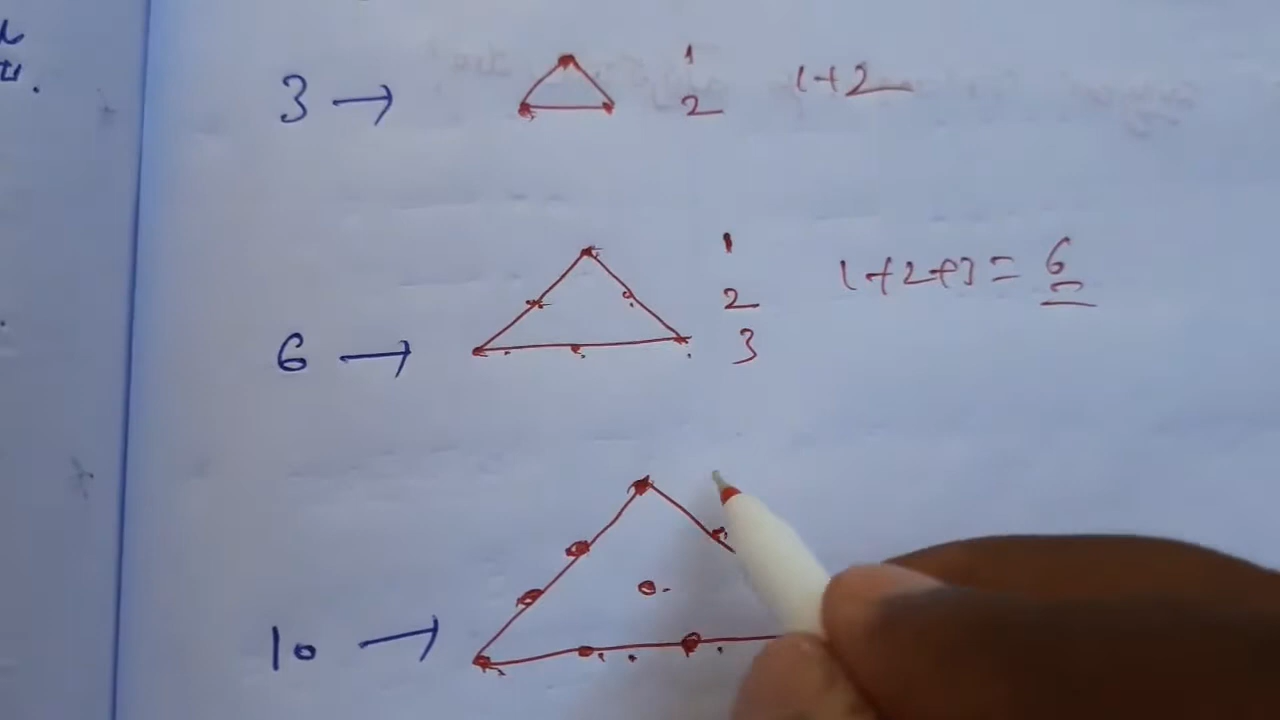 3 → 1 1+2
2
1
1+2+3=6
2
6 → 3
10 →